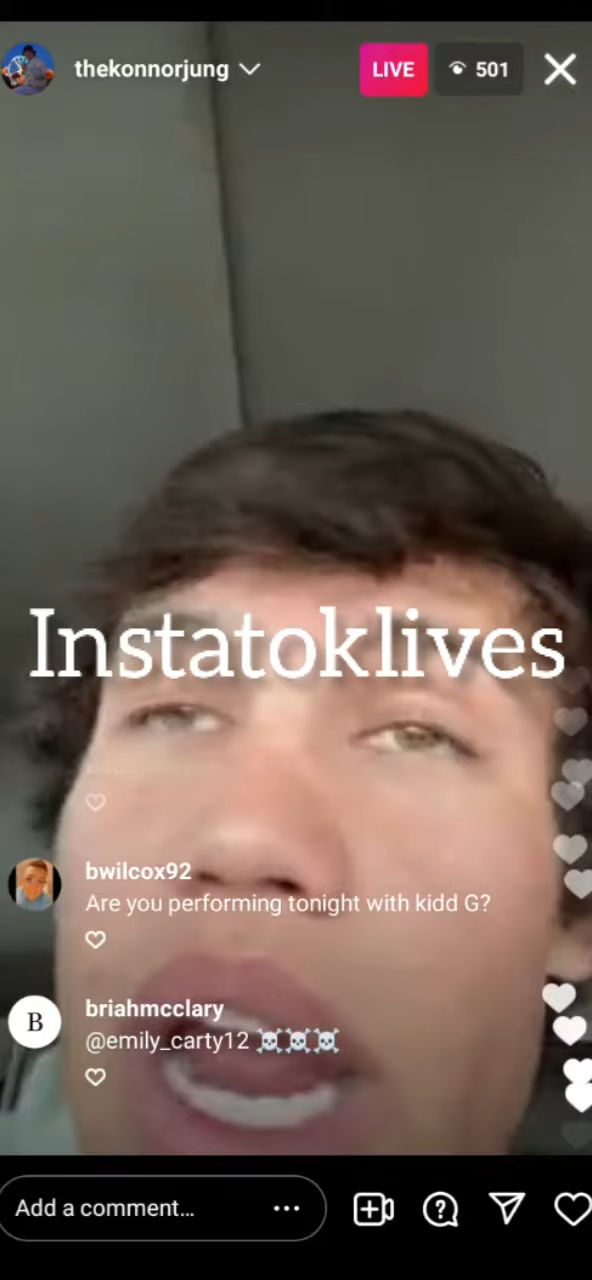 thekonnorjung
LIVE
501
Instatoklives
bwilcox92
Are you performing tonight with kidd G?
B
briahmcclary
@emily_carty12 ☠️☠️☠️
Add a comment...